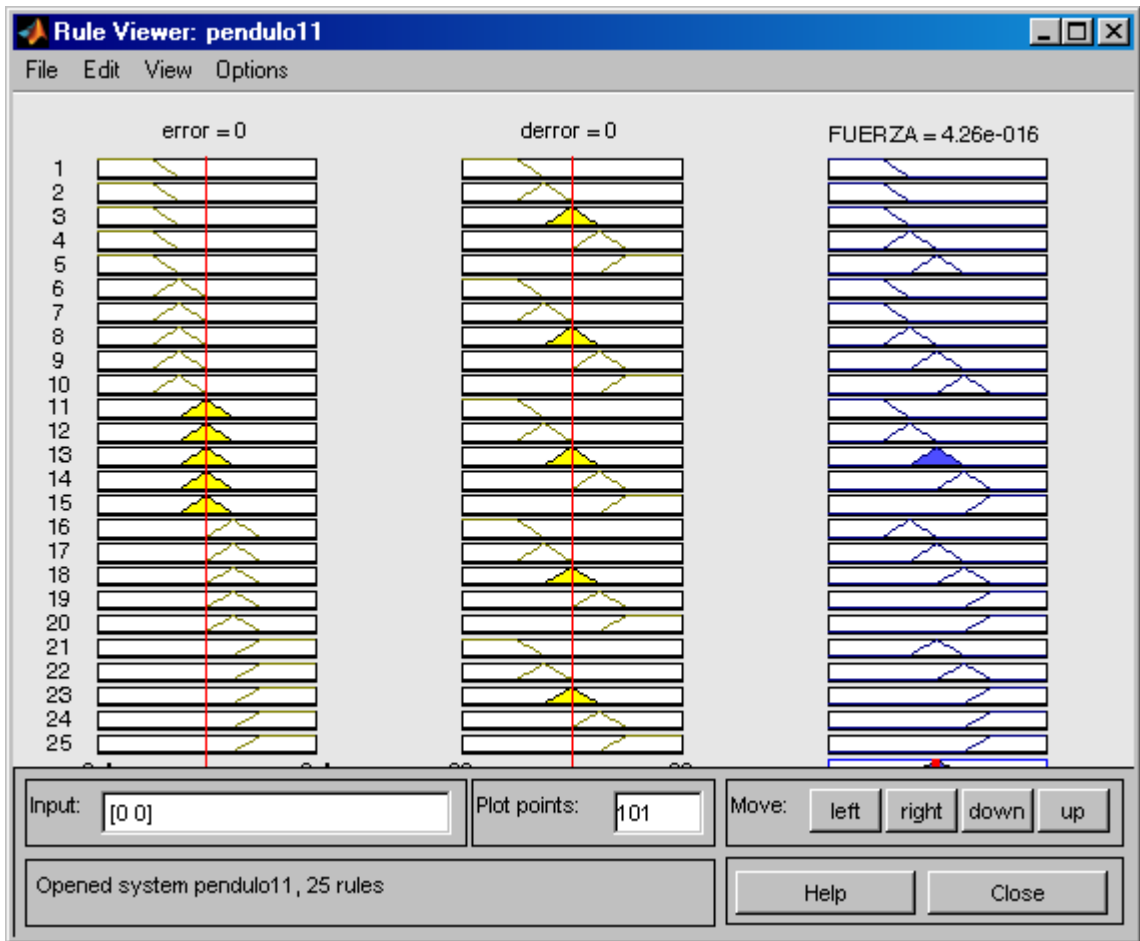 Rule Viewer: pendulo11
File Edit View Options
error = 0
derror = 0
FUERZA = 4.26e-016
1
2
3
4
5
6
7
8
9
10
11
12
13
14
15
16
17
18
19
20
21
22
23
24
25
Input:
[0 0]
Plot points:
101
Move:
left
right
down
up
Opened system pendulo11, 25 rules
Help
Close